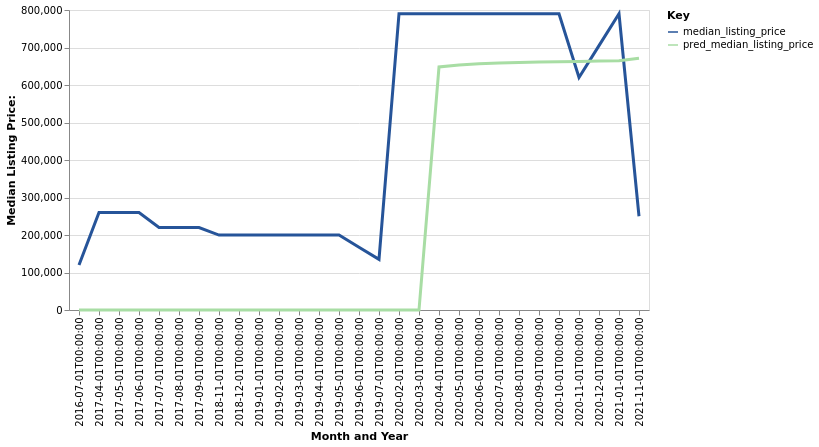 Key
median_listing_price
pred_median_listing_price
Median Listing Price:
800,000
700,000
600,000
500,000
400,000
300,000
200,000
100,000
0
2016-07-01T00:00:00
2017-04-01T00:00:00
2017-05-01T00:00:00
2017-06-01T00:00:00
2017-07-01T00:00:00
2017-08-01T00:00:00
2017-09-01T00:00:00
2018-11-01T00:00:00
2018-12-01T00:00:00
2019-01-01T00:00:00
2019-02-01T00:00:00
2019-03-01T00:00:00
2019-04-01T00:00:00
2019-05-01T00:00:00
2019-06-01T00:00:00
2019-07-01T00:00:00
2020-02-01T00:00:00
2020-03-01T00:00:00
2020-04-01T00:00:00
2020-05-01T00:00:00
2020-06-01T00:00:00
2020-07-01T00:00:00
2020-08-01T00:00:00
2020-09-01T00:00:00
2020-10-01T00:00:00
2020-11-01T00:00:00
2020-12-01T00:00:00
2021-01-01T00:00:00
2021-11-01T00:00:00
Month and Year